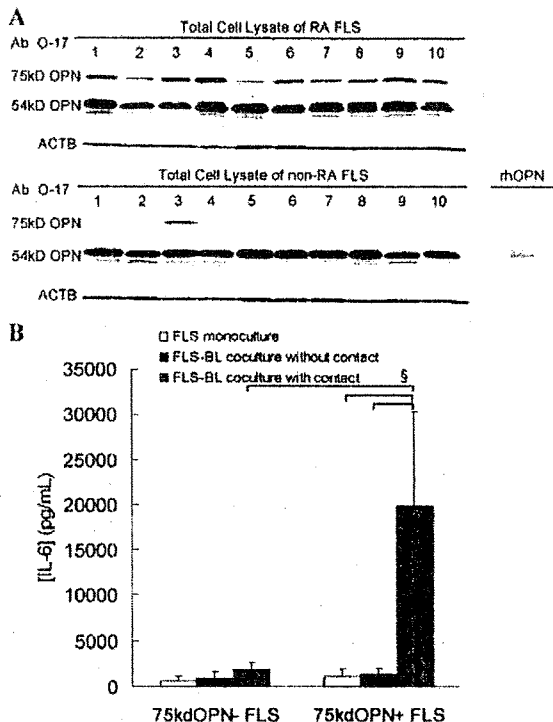 A
Total Cell Lysate of RA FLS
Ab O-17
1 2 3 4 5 6 7 8 9 10
75kD OPN
54kD OPN
ACTB
Total Cell Lysate of non-RA FLS
rhOPN
Ab O-17
1 2 3 4 5 6 7 8 9 10
75kD OPN
54kD OPN
ACTB
B
FLS monoculture
FLS-BL coculture without contact
FLS-BL coculture with contact
§
35000
30000
25000
20000
15000
10000
5000
0
[IL-6] (pg/mL)
75kdOPN- FLS
75kdOPN+ FLS